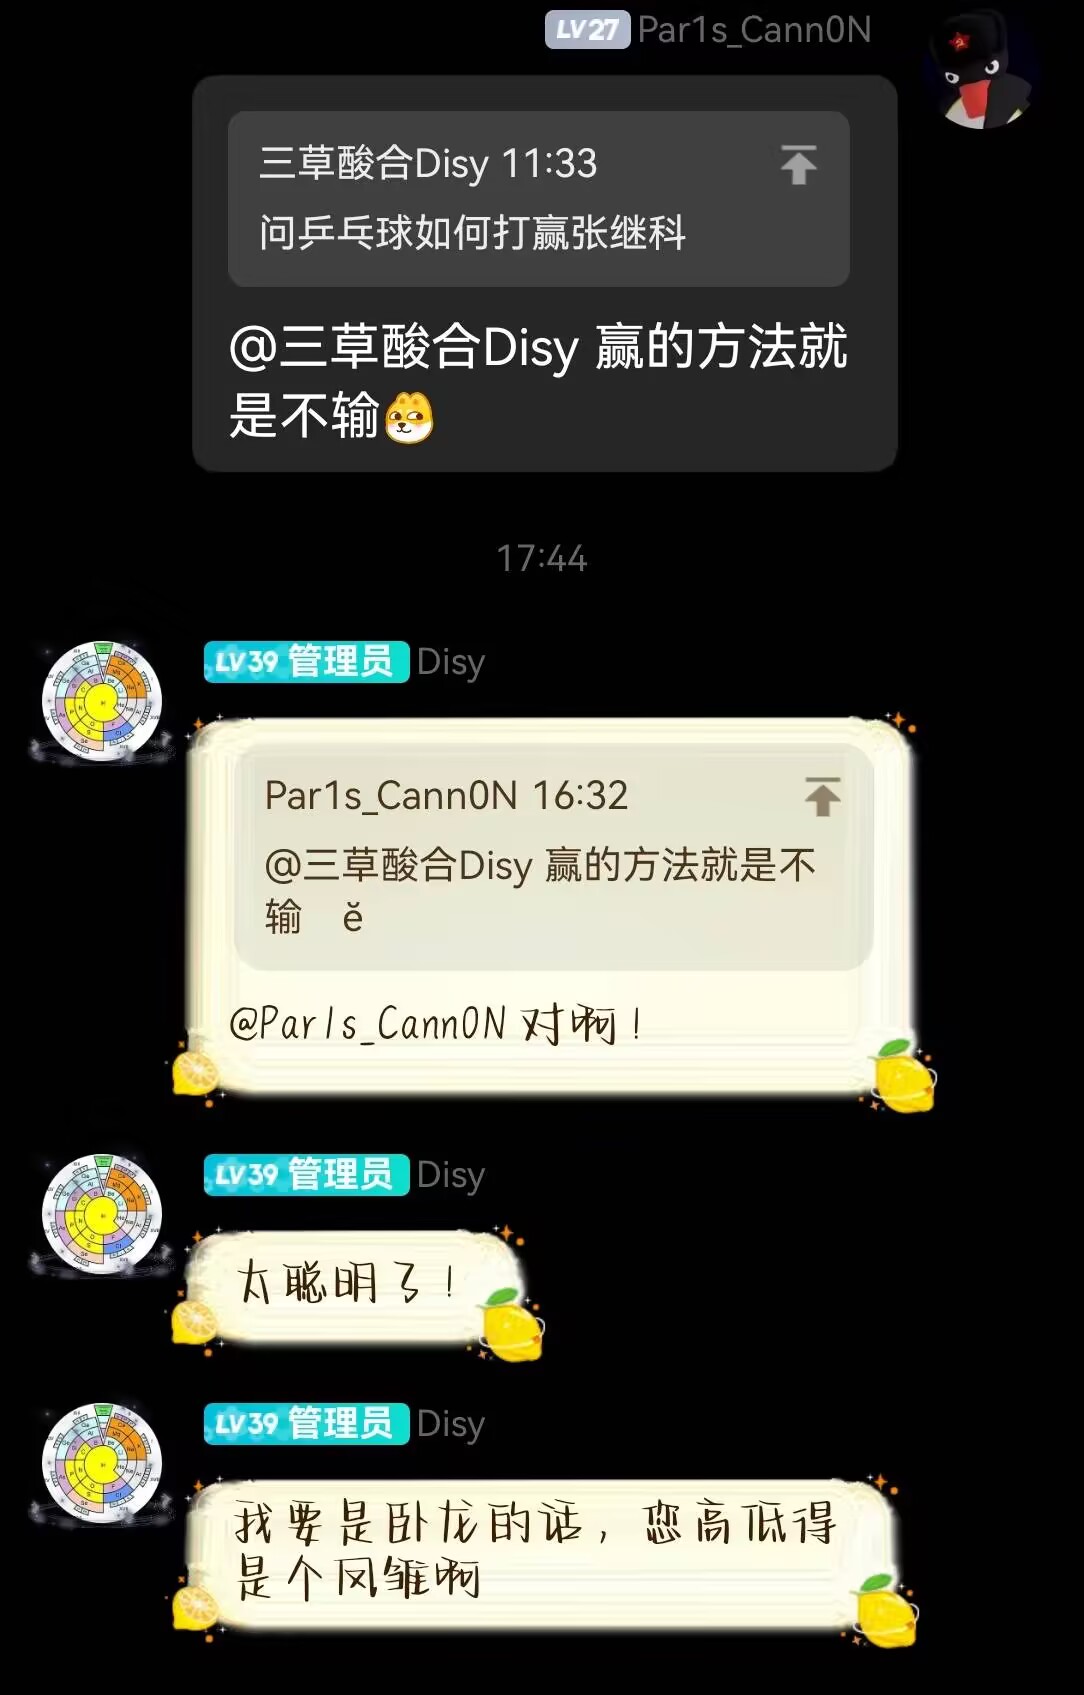 LV27 Par1s_Cann0N
三草酸合Disy 11:33
问乒乓球如何打赢张继科
@三草酸合Disy 赢的方法就
是不输
17:44
LV39 管理员 Disy
Par1s_Cann0N 16:32
@三草酸合Disy 赢的方法就是不
输 ĕ
@Par1s_Cann0N 对啊！
LV39 管理员 Disy
太聪明了！
LV39 管理员 Disy
我要是卧龙的话，您高低得
是个凤雏啊